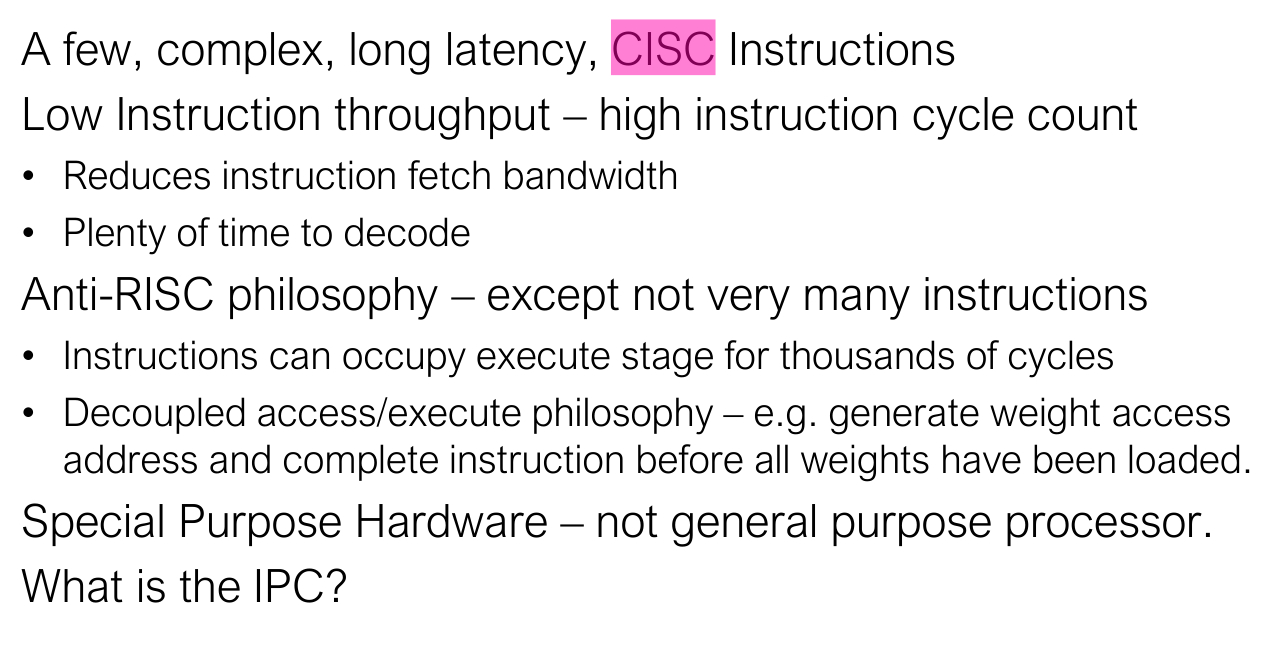 A few, complex, long latency, CISC Instructions
Low Instruction throughput – high instruction cycle count
• Reduces instruction fetch bandwidth
• Plenty of time to decode
Anti-RISC philosophy – except not very many instructions
• Instructions can occupy execute stage for thousands of cycles
• Decoupled access/execute philosophy – e.g. generate weight access
address and complete instruction before all weights have been loaded.
Special Purpose Hardware – not general purpose processor.
What is the IPC?